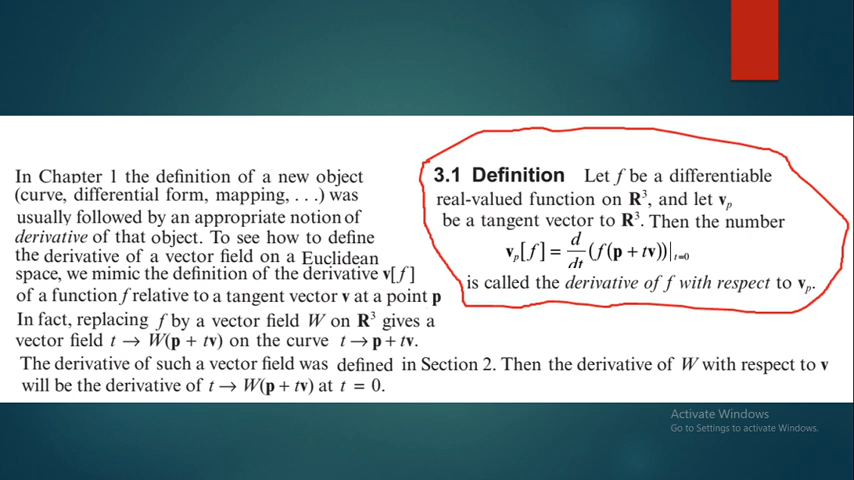 In Chapter 1 the definition of a new object
(curve, differential form, mapping, . . .) was
usually followed by an appropriate notion of
derivative of that object. To see how to define
the derivative of a vector field on a Euclidean
space, we mimic the definition of the derivative v[f]
of a function f relative to a tangent vector v at a point p
In fact, replacing f by a vector field W on R³ gives a
vector field t → W(p + tv) on the curve t → p + tv.
The derivative of such a vector field was defined in Section 2. Then the derivative of W with respect to v
will be the derivative of t → W(p + tv) at t = 0.
3.1 Definition Let f be a differentiable
real-valued function on R³, and let vₚ
be a tangent vector to R³. Then the number
vₚ[f] = d/dt (f(p + tv))|ₜ₌₀
is called the derivative of f with respect to vₚ.
Activate Windows
Go to Settings to activate Windows.